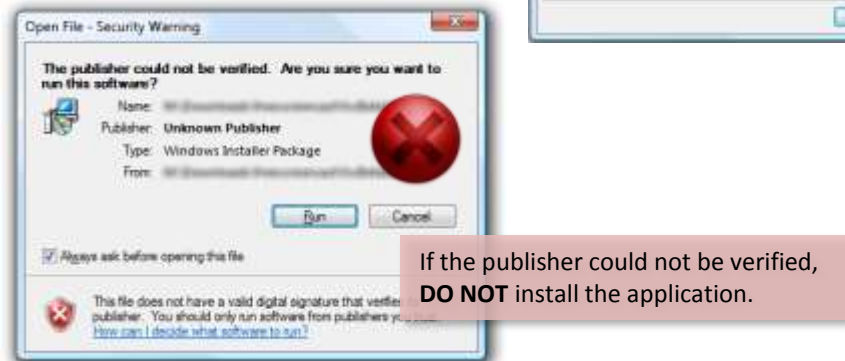 Open File - Security Warning
The publisher could not be verified. Are you sure you want to
run this software?
Name:
Publisher: Unknown Publisher
Type: Windows Installer Package
From:
Run Cancel
Always ask before opening this file
This file does not have a valid digital signature that verifies
publisher. You should only run software from publishers you
How can I decide what software to run?
If the publisher could not be verified,
DO NOT install the application.